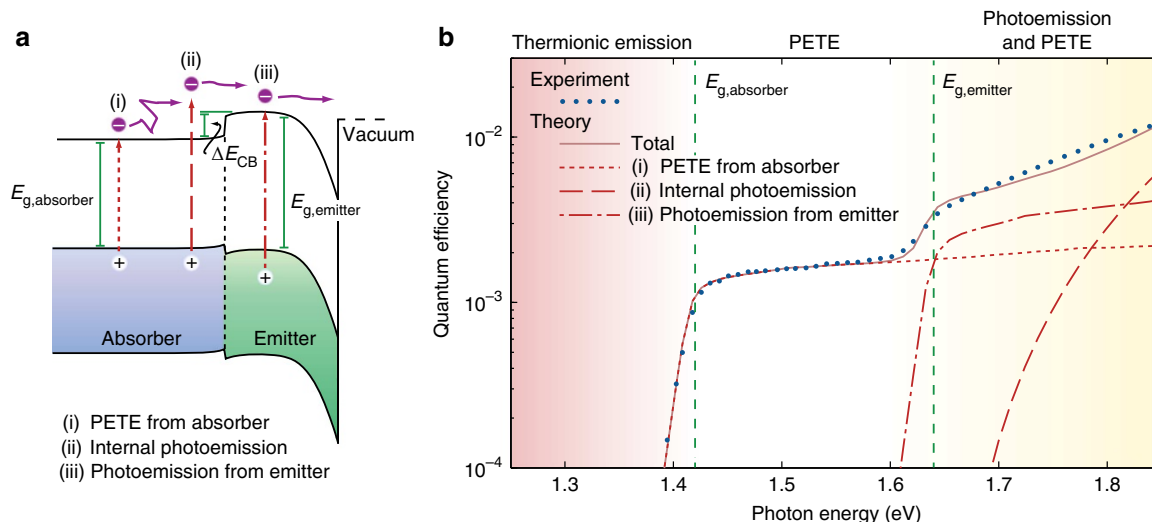 a
(i)
(ii)
(iii)
Vacuum
ΔE_CB
E_g,absorber
E_g,emitter
Absorber
Emitter
(i) PETE from absorber
(ii) Internal photoemission
(iii) Photoemission from emitter
b
Thermionic emission
PETE
Photoemission
and PETE
Experiment
Theory
Total
(i) PETE from absorber
(ii) Internal photoemission
(iii) Photoemission from emitter
E_g,absorber
E_g,emitter
Quantum efficiency
10⁻²
10⁻³
10⁻⁴
1.3
1.4
1.5
1.6
1.7
1.8
Photon energy (eV)